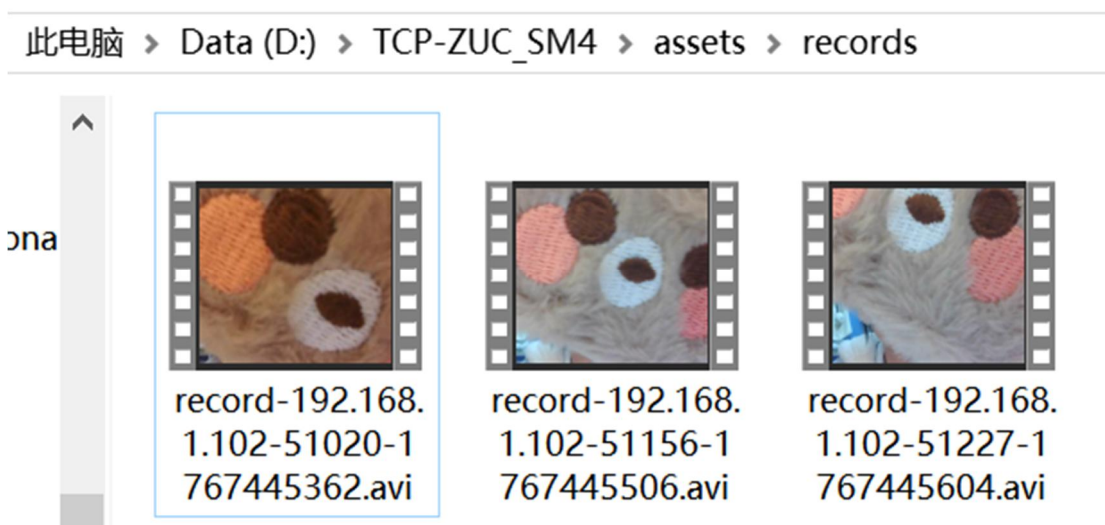 此电脑 > Data (D:) > TCP-ZUC_SM4 > assets > records
ona
record-192.168.
1.102-51020-1
767445362.avi
record-192.168.
1.102-51156-1
767445506.avi
record-192.168.
1.102-51227-1
767445604.avi